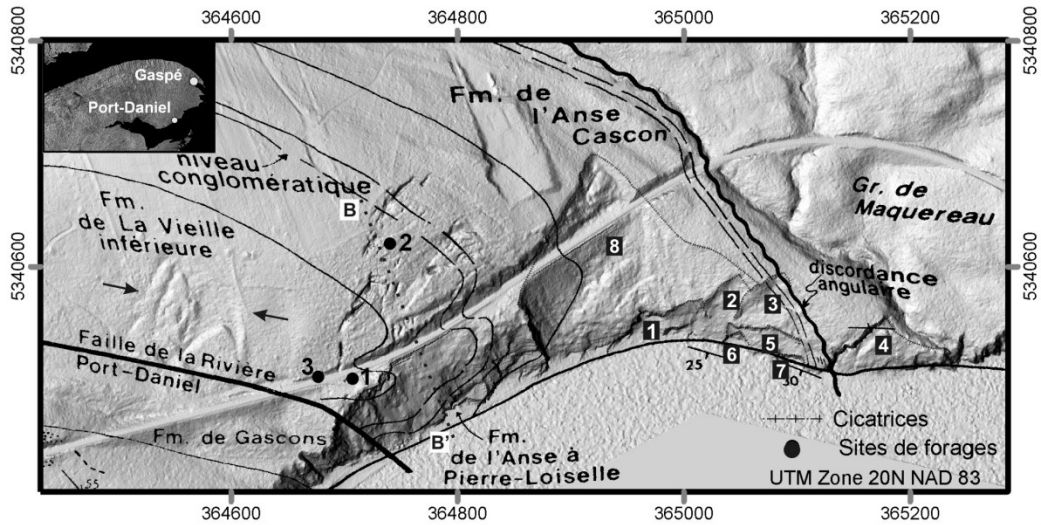 364600 364800 365000 365200
5340800
5340800
Gaspé
Port-Daniel
Fm. de
l'Anse
Cascon
niveau
conglomératique
Gr. de
Maquereau
Fm.
de La Vieille
inférieure
B
2
8
5340600
5340600
discordance
angulaire
2
3
1
5
4
6
7
25
30
Faille de la Rivière
Port-Daniel
3
1
Fm. de Gascons
B'
Fm.
de l'Anse à
Pierre-Loiselle
55
Cicatrices
Sites de forages
UTM Zone 20N NAD 83
364600 364800 365000 365200